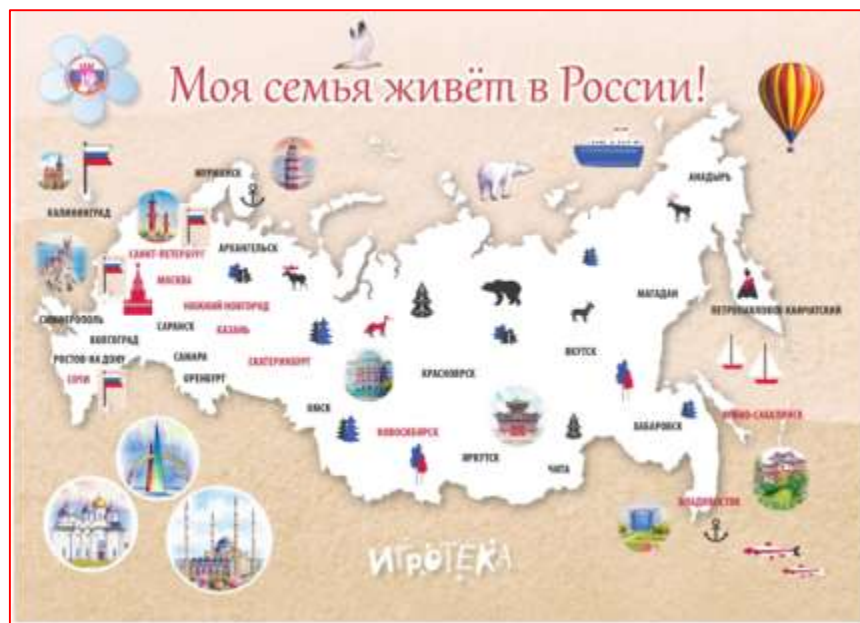 Моя семья живёт в России!
МУРМАНСК
АНАДЫРЬ
КАЛИНИНГРАД
САНКТ-ПЕТЕРБУРГ
АРХАНГЕЛЬСК
МОСКВА
МАГАДАН
НИЖНИЙ НОВГОРОД
ПЕТРОПАВЛОВСК КАМЧАТСКИЙ
СИМФЕРОПОЛЬ
САРАНСК
КАЗАНЬ
ВОЛГОГРАД
ЯКУТСК
РОСТОВ-НА ДОНУ
САМАРА
ЕКАТЕРИНБУРГ
КРАСНОЯРСК
СОЧИ
ОРЕНБУРГ
ОМСК
ЮЖНО-САХАЛИНСК
НОВОСИБИРСК
ХАБАРОВСК
ИРКУТСК
ЧИТА
ВЛАДИВОСТОК
ИГРОТЕКА